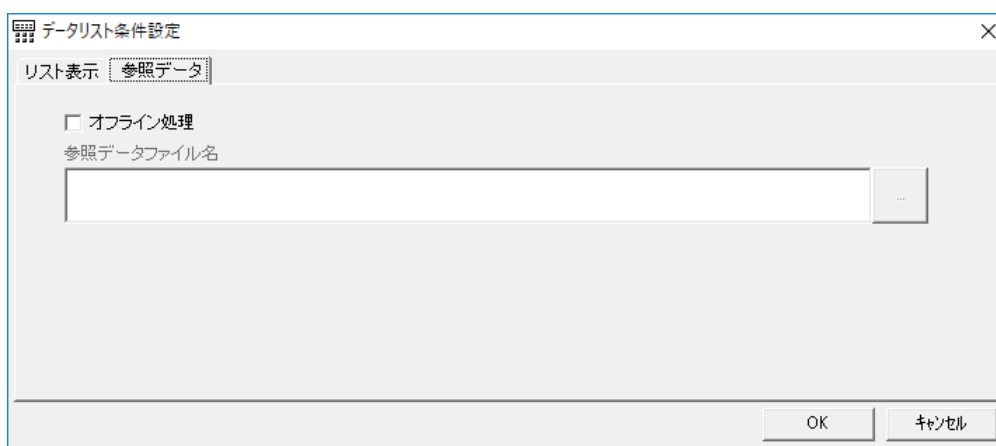 データリスト条件設定
リスト表示 参照データ
オフライン処理
参照データファイル名
...
OK キャンセル